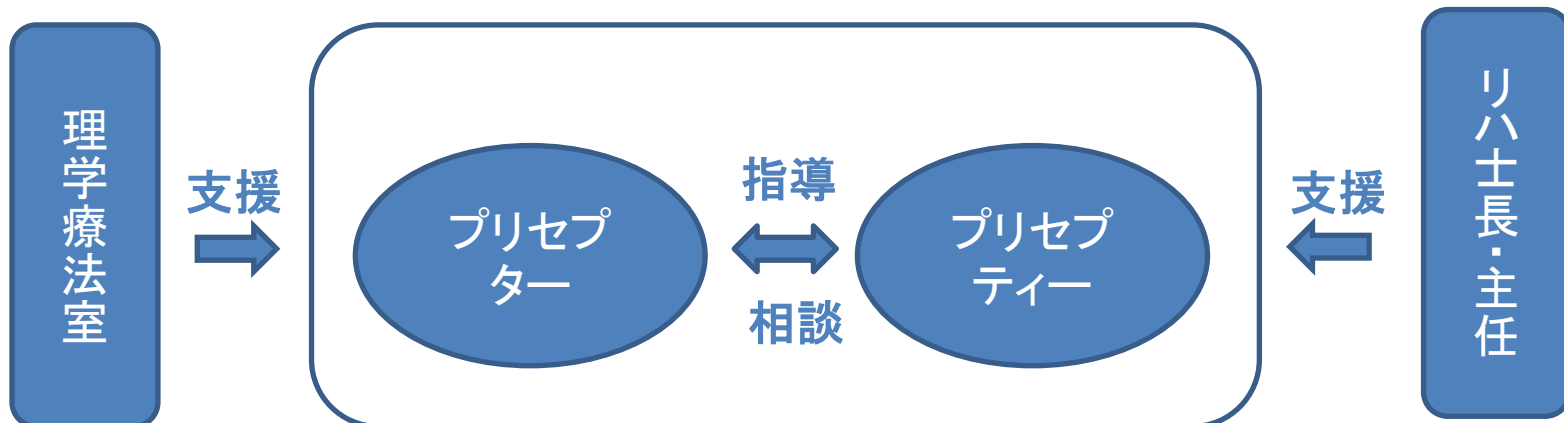 理学療法室
支援
プリセプ
ター
指導
相談
プリセプ
ティー
支援
リハ士長・主任